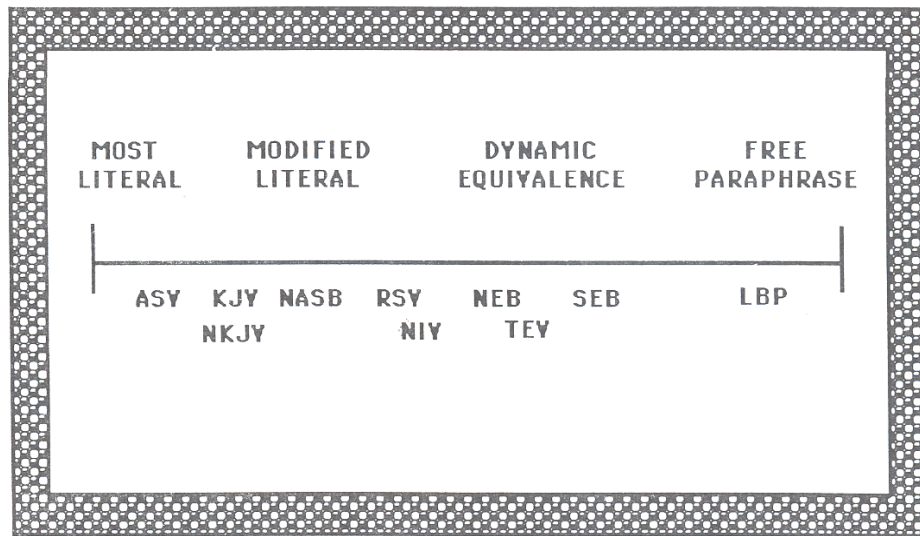 MOST MODIFIED DYNAMIC FREE
LITERAL LITERAL EQUIVALENCE PARAPHRASE
ASV KJV NASB RSV NEB SEB LBP
NKJV NIV TEV